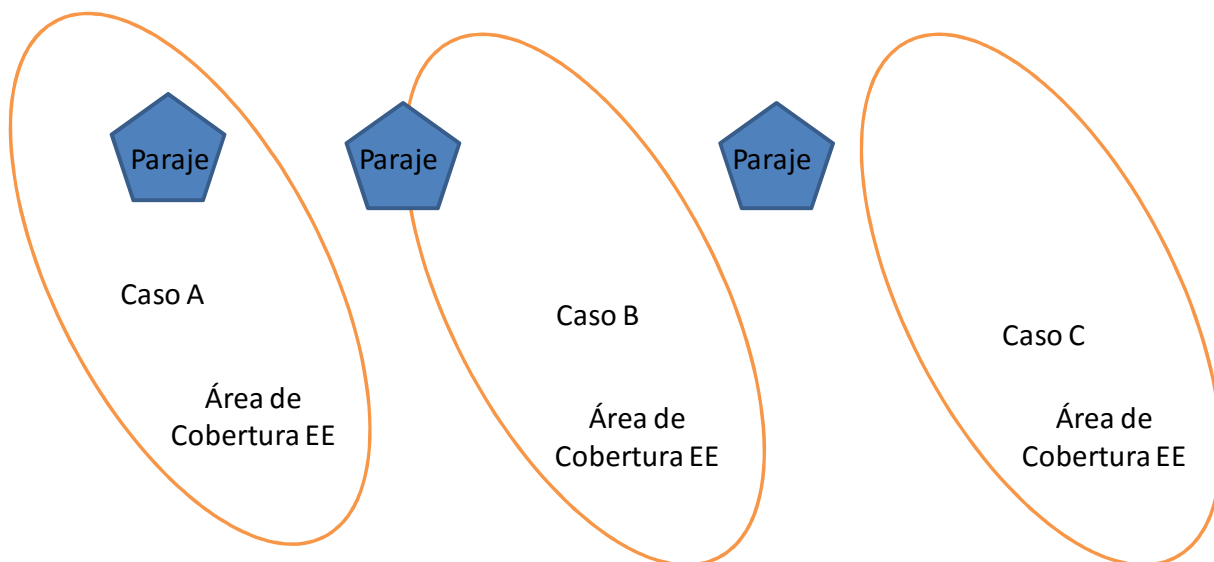 Paraje
Paraje
Paraje
Caso A
Caso B
Caso C
Área de
Cobertura EE
Área de
Cobertura EE
Área de
Cobertura EE